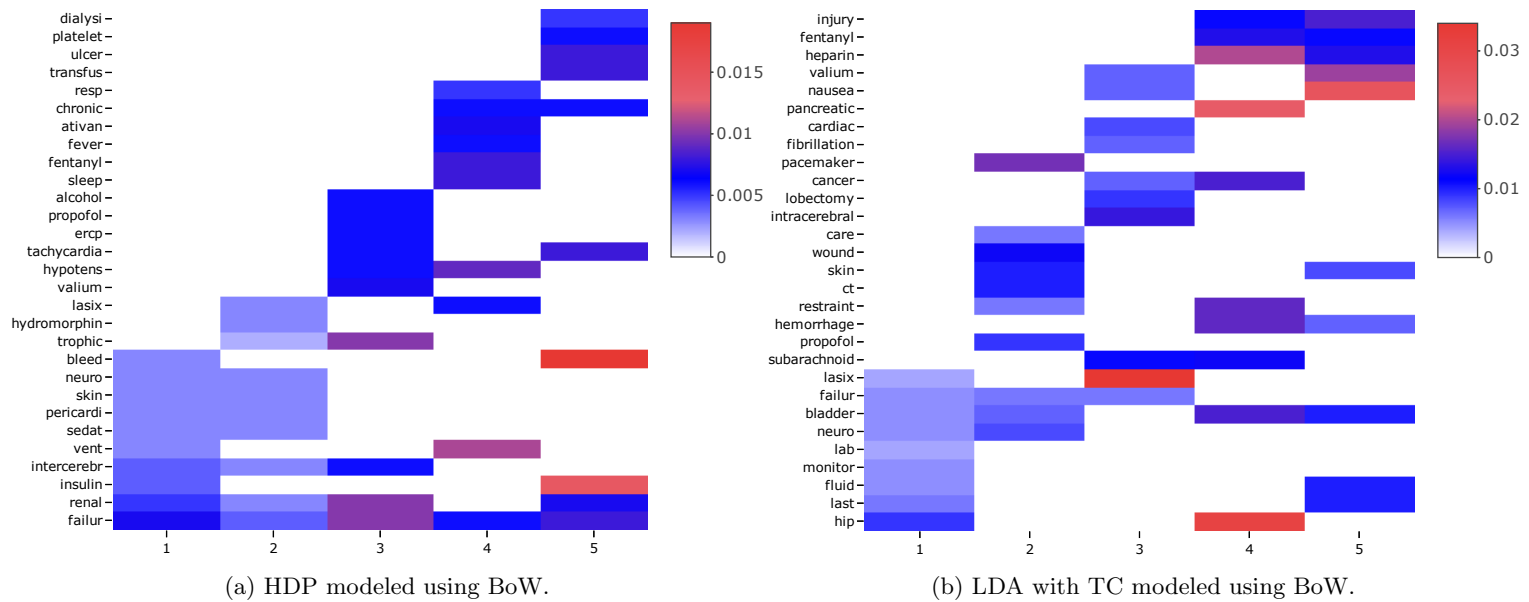 dialysi
platelet
ulcer
transfus
resp
chronic
ativan
fever
fentanyl
sleep
alcohol
propofol
ercp
tachycardia
hypotens
valium
lasix
hydromorphin
trophic
bleed
neuro
skin
pericardi
sedat
vent
intercerebr
insulin
renal
failur
1 2 3 4 5
0.015
0.01
0.005
0
(a) HDP modeled using BoW.
injury
fentanyl
heparin
valium
nausea
pancreatic
cardiac
fibrillation
pacemaker
cancer
lobectomy
intracerebral
care
wound
skin
ct
restraint
hemorrhage
propofol
subarachnoid
lasix
failur
bladder
neuro
lab
monitor
fluid
last
hip
1 2 3 4 5
0.03
0.02
0.01
0
(b) LDA with TC modeled using BoW.